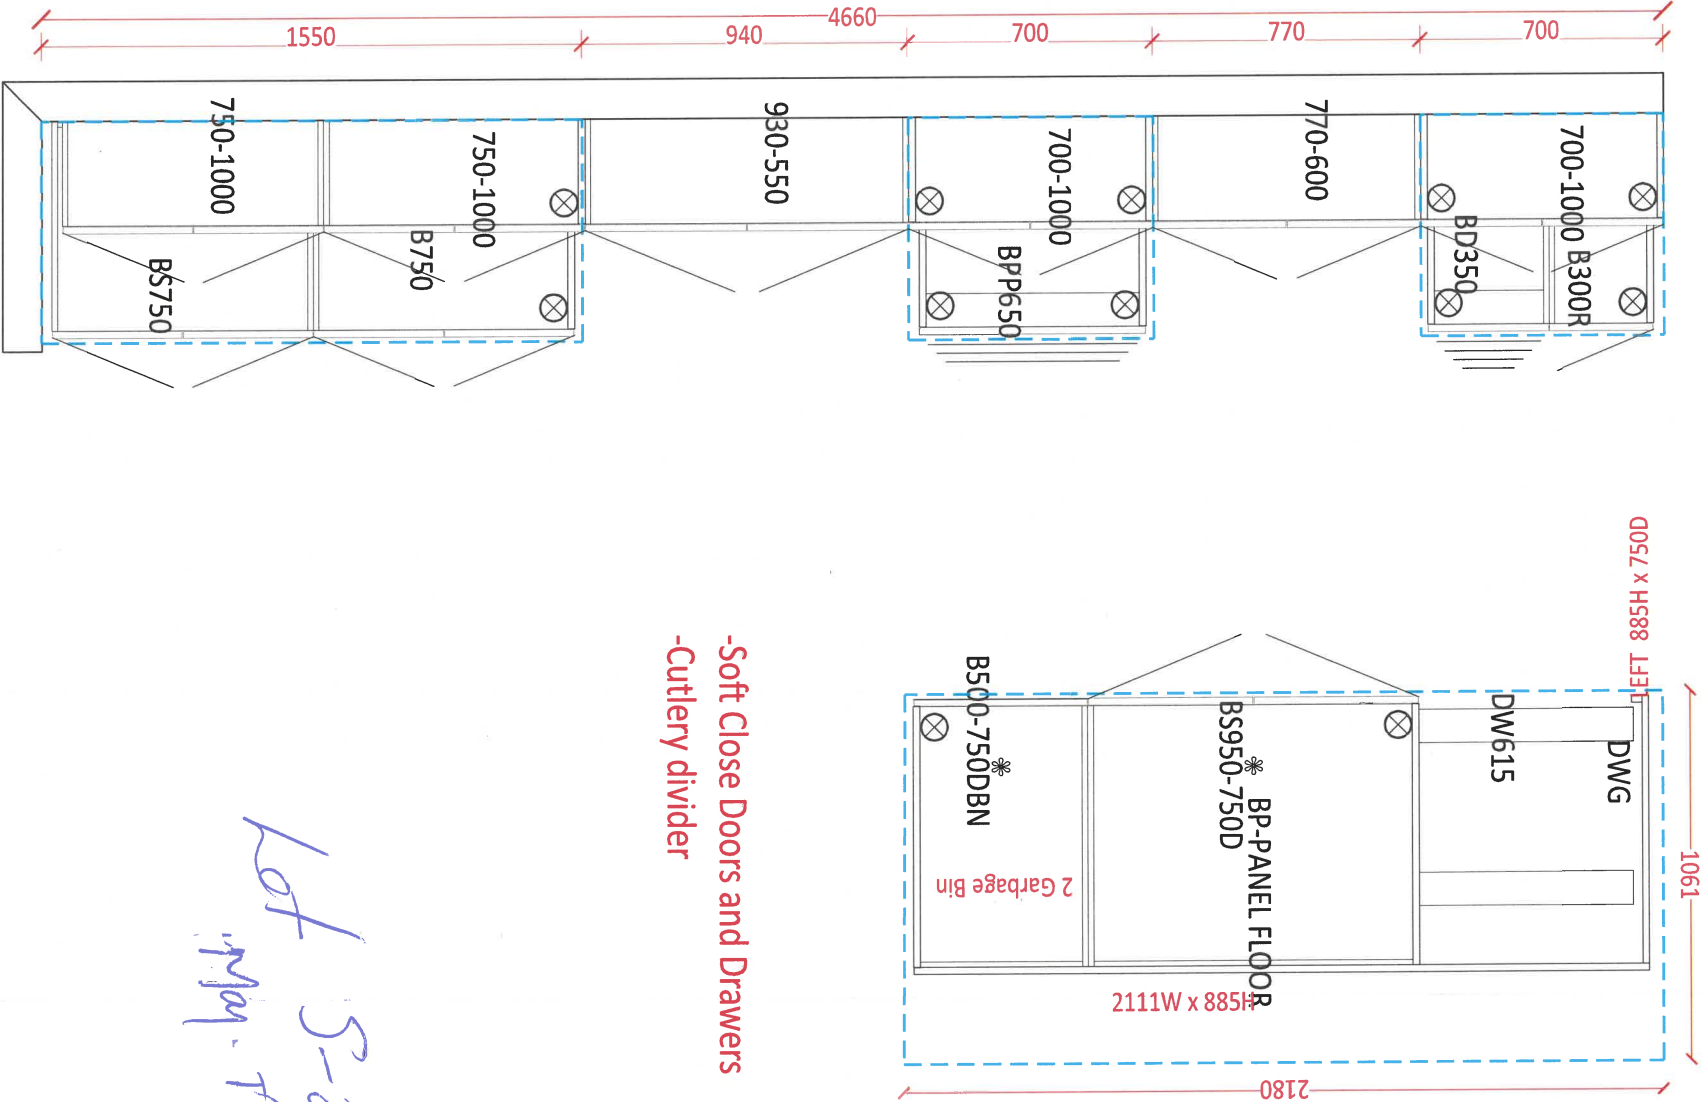 4660
1550
940
700
770
700
750-1000
750-1000
930-550
700-1000
770-600
700-1000
BS750
B750
BPP650
BD350
B300R
LEFT 885H x 750D
B500-750DBN
BS950-750D
BP-PANEL FLOOR
DW615
DWG
2 Garbage Bin
2111W x 885H
1061
2180
-Soft Close Doors and Drawers
-Cutlery divider
Lot 5-
May.